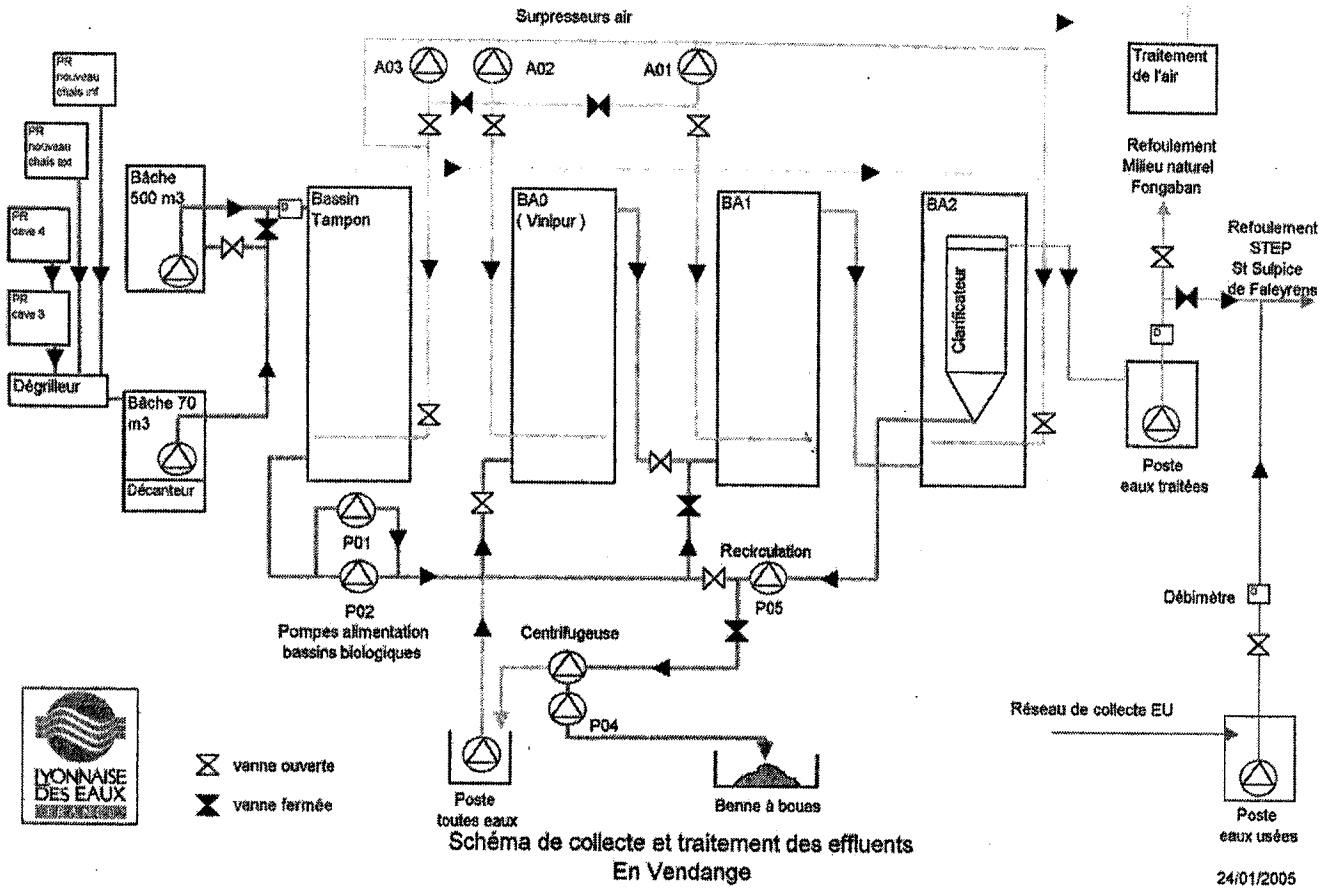 Surpresseurs air
PR
nouveau
chais inf
PR
nouveau
chais ext
PR
cave 4
PR
cave 3
Dégrilleur
Bâche
500 m3
Bâche 70
m3
Décanteur
A03
A02
A01
D
Bassin
Tampon
BA0
( Vinipur )
BA1
BA2
Clarificateur
Traitement
de l'air
Refoulement
Milieu naturel
Fongaban
Refoulement
STEP
St Sulpice
de Faleyrens
D
Poste
eaux traitées
P01
P02
Pompes alimentation
bassins biologiques
Recirculation
P05
Centrifugeuse
P04
Débimètre
Réseau de collecte EU
Poste
eaux usées
Poste
toutes eaux
Benne à boues
LYONNAISE
DES EAUX
vanne ouverte
vanne fermée
Schéma de collecte et traitement des effluents
En Vendange
24/01/2005